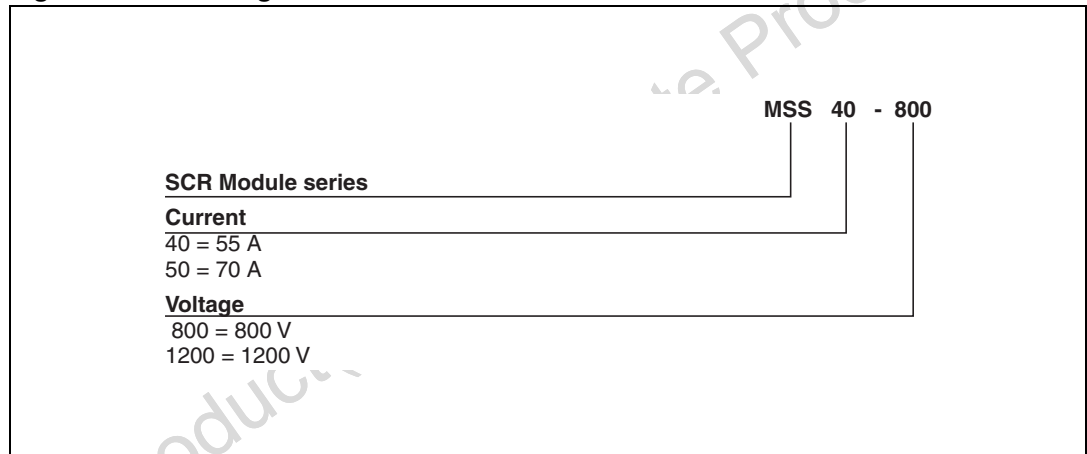 MSS 40 - 800
SCR Module series
Current
40 = 55 A
50 = 70 A
Voltage
800 = 800 V
1200 = 1200 V